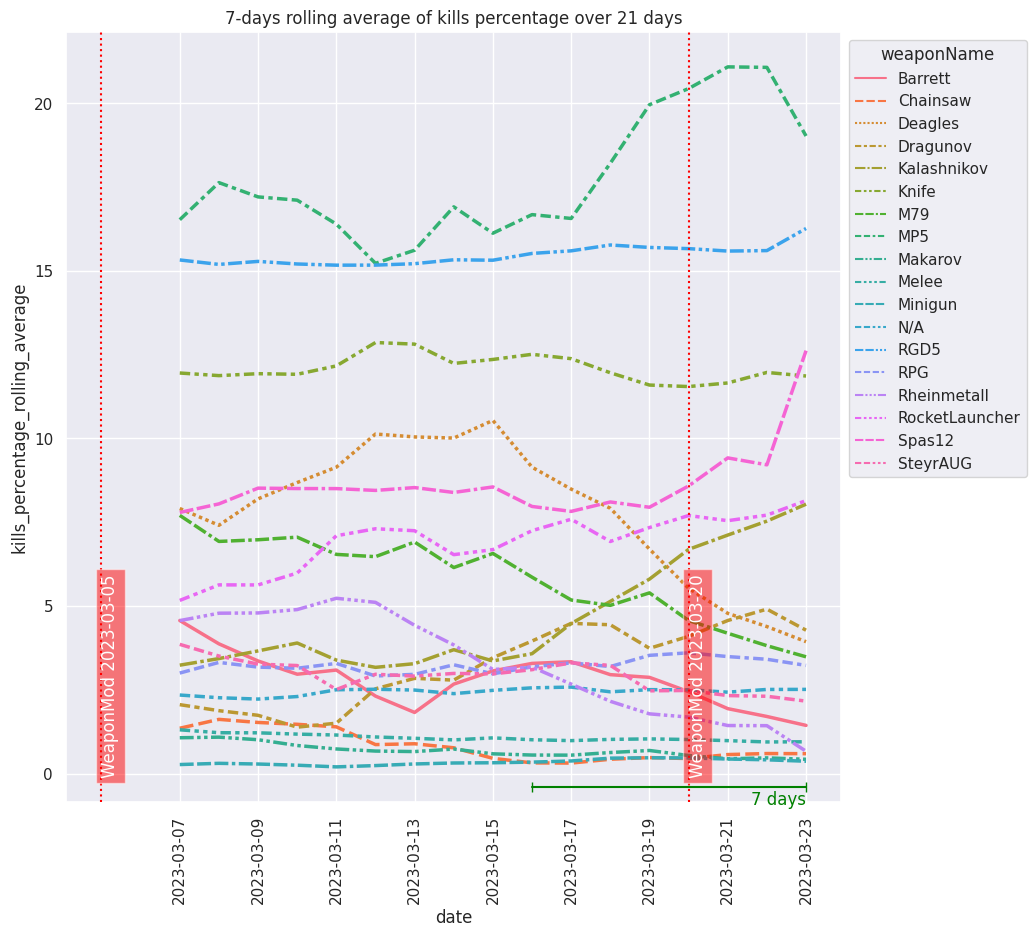 7-days rolling average of kills percentage over 21 days
kills_percentage_rolling_average
20
15
10
5
0
WeaponMod 2023-03-05
WeaponMod 2023-03-20
7 days
2023-03-07
2023-03-09
2023-03-11
2023-03-13
2023-03-15
2023-03-17
2023-03-19
2023-03-21
2023-03-23
date
weaponName
Barrett
Chainsaw
Deagles
Dragunov
Kalashnikov
Knife
M79
MP5
Makarov
Melee
Minigun
N/A
RGD5
RPG
Rheinmetall
RocketLauncher
Spas12
SteyrAUG